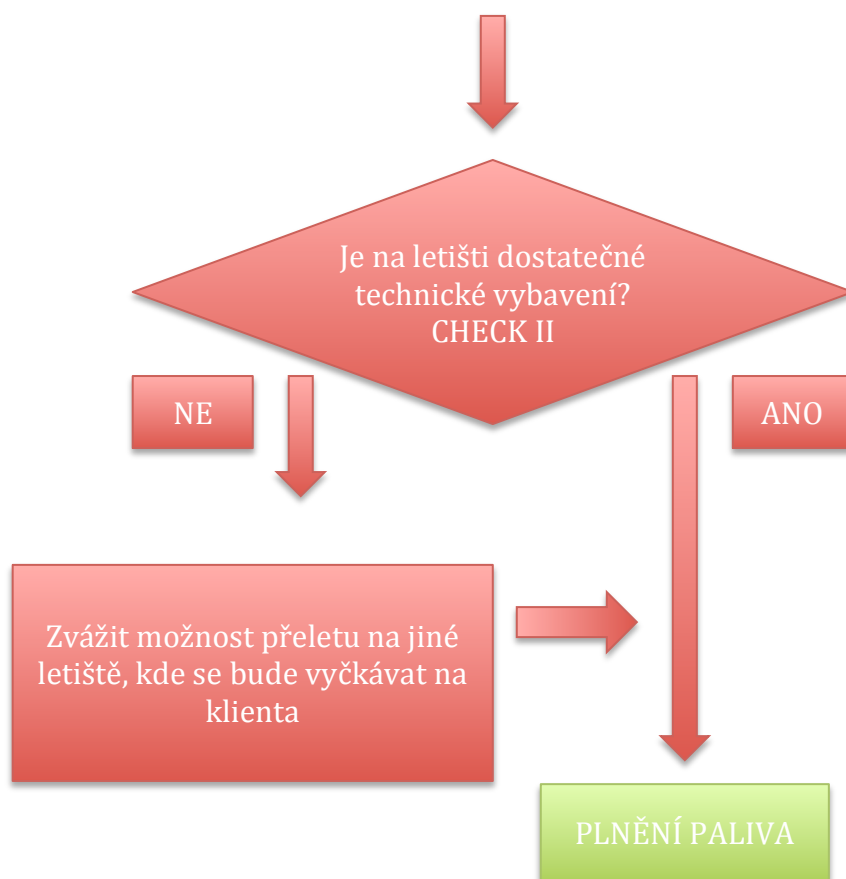 Je na letišti dostatečné
technické vybavení?
CHECK II
NE
ANO
Zvážit možnost přeletu na jiné
letiště, kde se bude vyčkávat na
klienta
PLNĚNÍ PALIVA